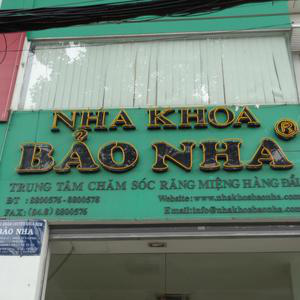 NHA KHOA
BẢO NHA ®
TRUNG TÂM CHĂM SÓC RĂNG MIỆNG HÀNG ĐẦU
ĐT : 8800576 - 8800578
Website: www.nhakhoabaonha.com
FAX: (84.8) 8800576
Email: info@nhakhoabaonha.com
BẢO NHA